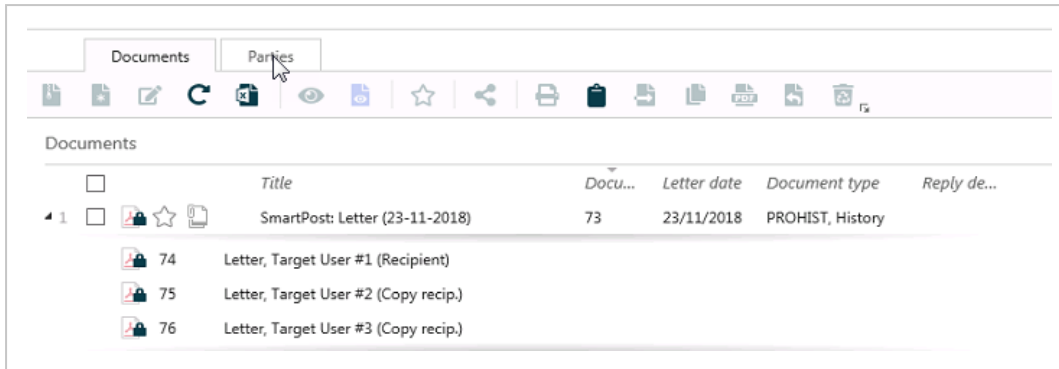 Documents Parties
PDF
Documents
Title Docu... Letter date Document type Reply de...
1 SmartPost: Letter (23-11-2018) 73 23/11/2018 PROHIST, History
74 Letter, Target User #1 (Recipient)
75 Letter, Target User #2 (Copy recip.)
76 Letter, Target User #3 (Copy recip.)